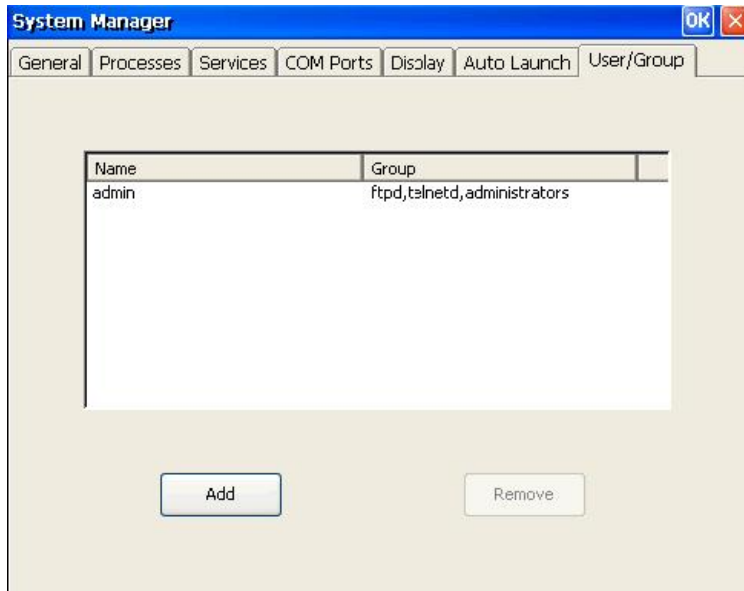 System Manager OK
General Processes Services COM Ports Display Auto Launch User/Group
Name Group
admin ftpd,telnetd,administrators
Add Remove